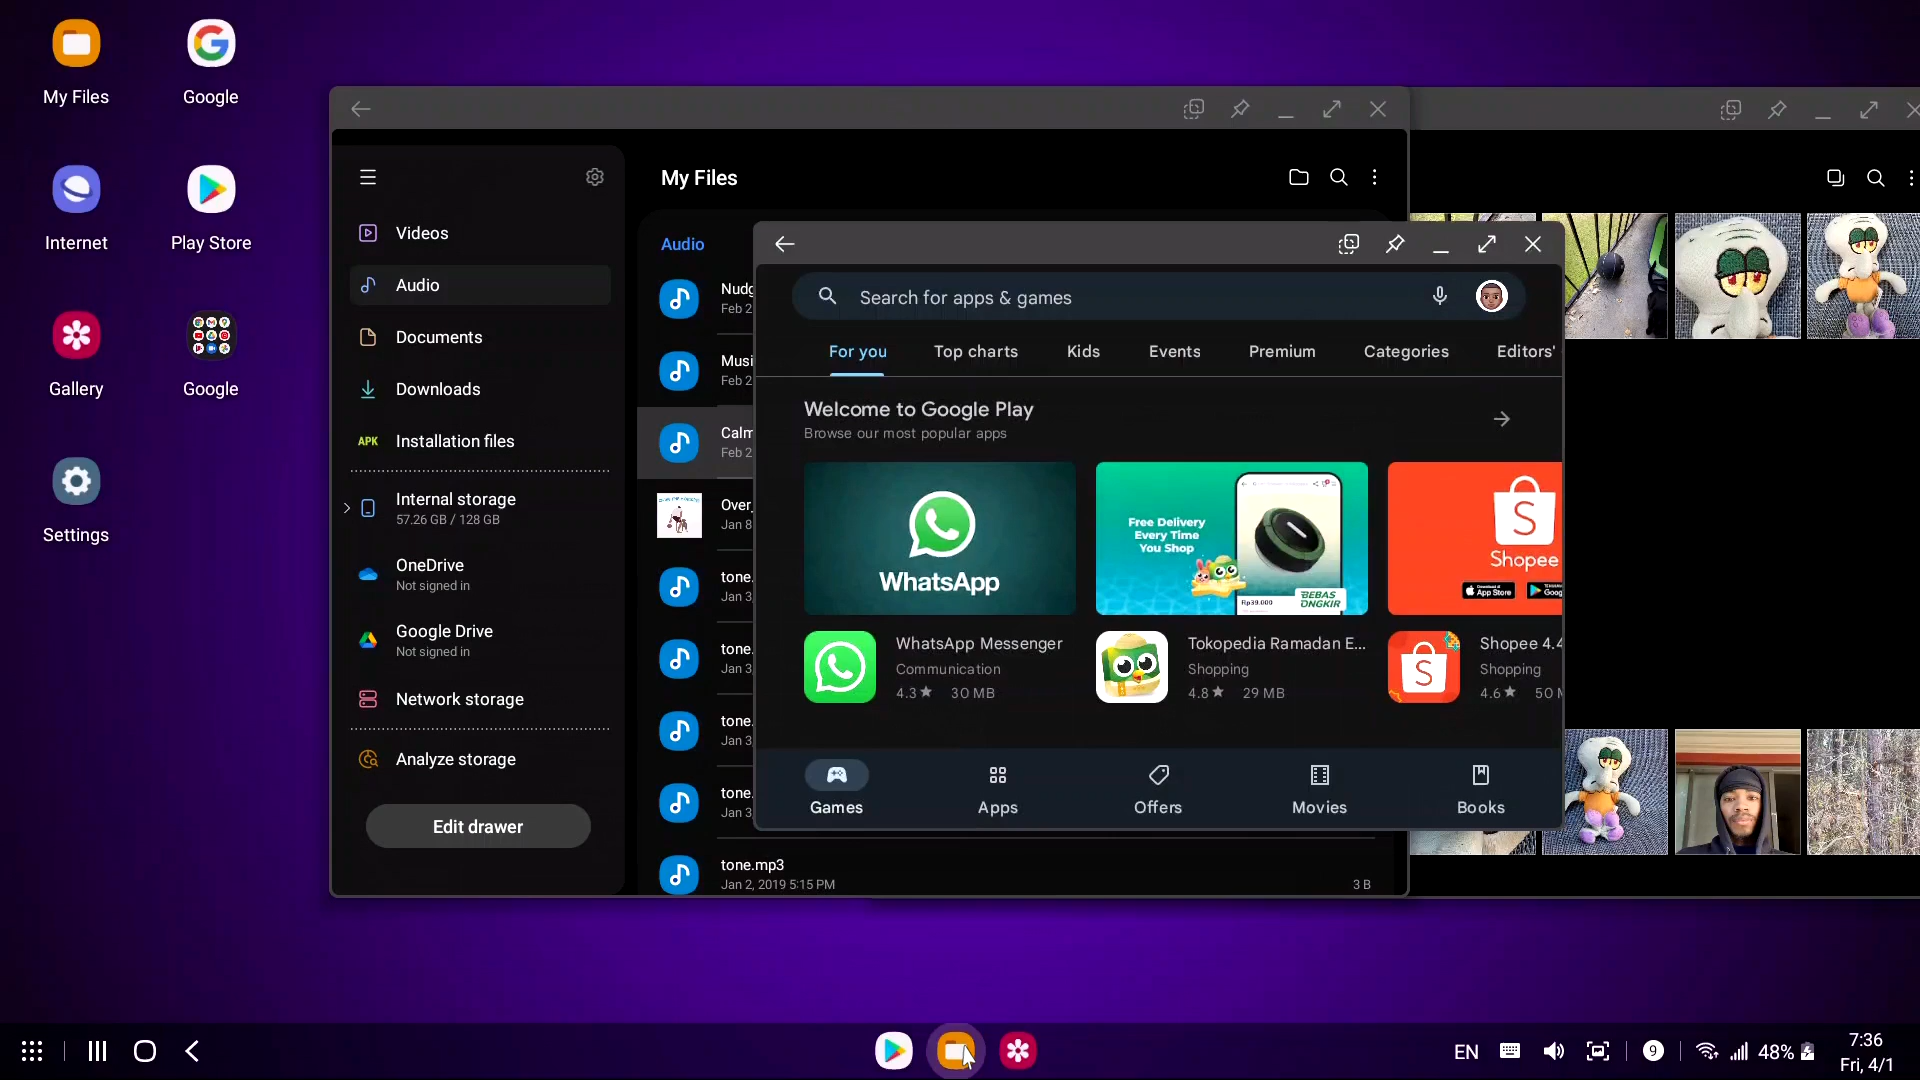 My Files
Google
Internet
Play Store
Gallery
Google
Settings
Videos
Audio
Documents
Downloads
APK
Installation files
Internal storage
57.26 GB / 128 GB
OneDrive
Not signed in
Google Drive
Not signed in
Network storage
Analyze storage
Edit drawer
My Files
Audio
Nudg
Feb 2
Musi
Feb 2
Calm
Feb 2
Over_
Jan 8
tone.
Jan 3,
tone.
Jan 3,
tone.
Jan 3,
tone.
Jan 3,
tone.mp3
Jan 2, 2019 5:15 PM
3 B
Search for apps & games
For you
Top charts
Kids
Events
Premium
Categories
Editors'
Welcome to Google Play
Browse our most popular apps
WhatsApp
Free Delivery
Every Time
You Shop
Rp39.000
BEBAS
ONGKIR
S
Shopee
App Store
WhatsApp Messenger
Communication
4.3★ 30 MB
Tokopedia Ramadan E...
Shopping
4.8★ 29 MB
Shopee 4.4
Shopping
4.6★ 50 M
Games
Apps
Offers
Movies
Books
EN
9
48%
7:36
Fri, 4/1